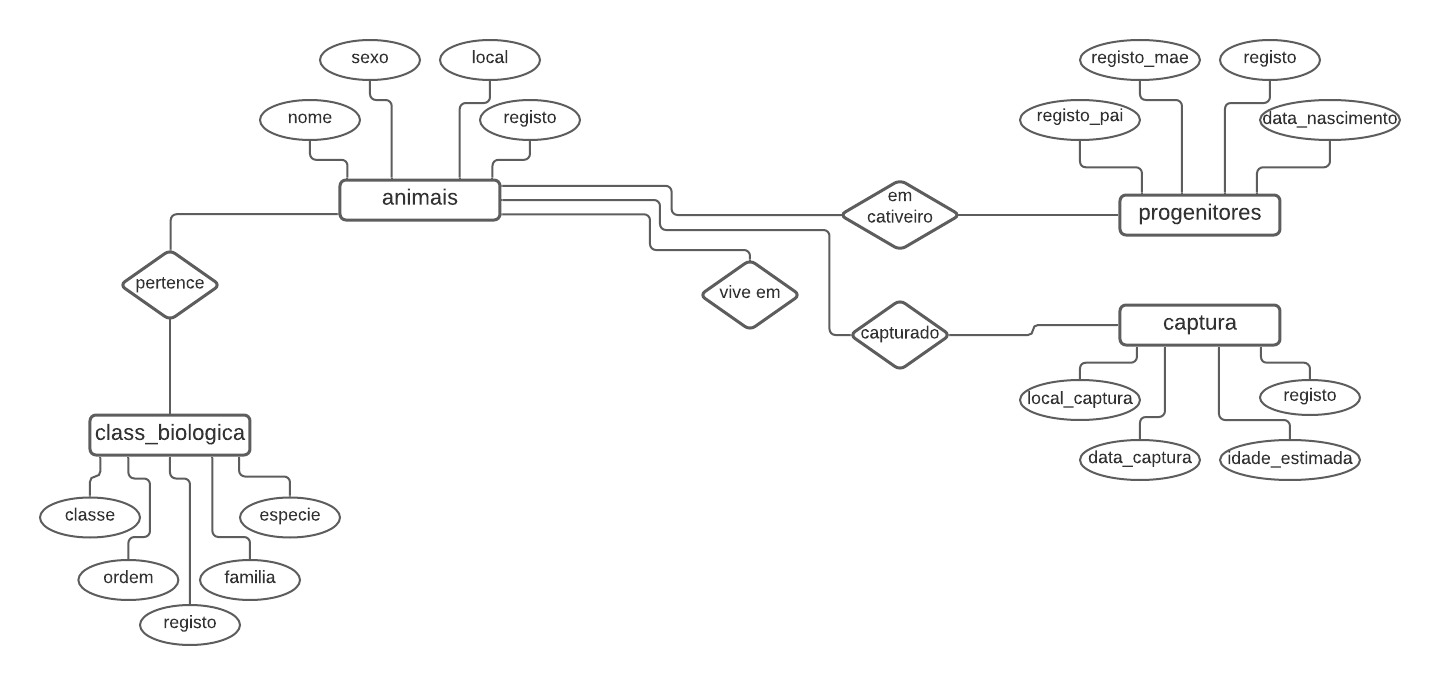 sexo
local
nome
registo
animais
registo_mae
registo
registo_pai
data_nascimento
progenitores
em
cativeiro
pertence
vive em
capturado
captura
local_captura
registo
data_captura
idade_estimada
class_biologica
classe
especie
ordem
familia
registo